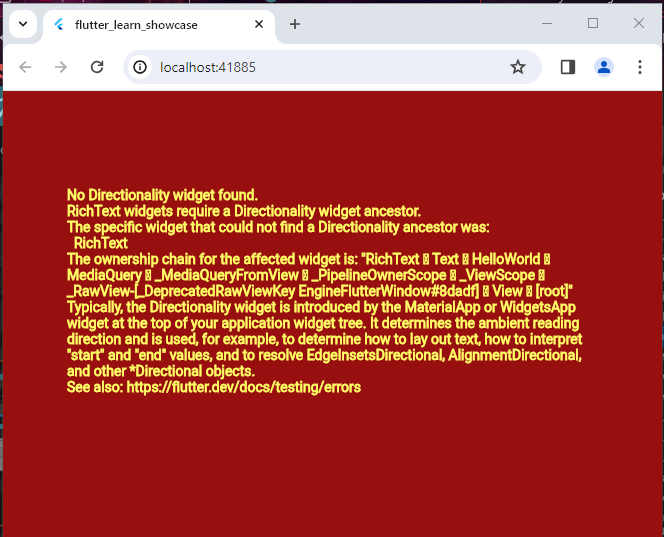 flutter_learn_showcase
localhost:41885
No Directionality widget found.
RichText widgets require a Directionality widget ancestor.
The specific widget that could not find a Directionality ancestor was:
RichText
The ownership chain for the affected widget is: "RichText ☒ Text ☒ HelloWorld ☒
MediaQuery ☒ _MediaQueryFromView ☒ _PipelineOwnerScope ☒ _ViewScope ☒
_RawView-[_DeprecatedRawViewKey EngineFlutterWindow#8dadf] ☒ View ☒ [root]"
Typically, the Directionality widget is introduced by the MaterialApp or WidgetsApp
widget at the top of your application widget tree. It determines the ambient reading
direction and is used, for example, to determine how to lay out text, how to interpret
"start" and "end" values, and to resolve EdgeInsetsDirectional, AlignmentDirectional,
and other *Directional objects.
See also: https://flutter.dev/docs/testing/errors